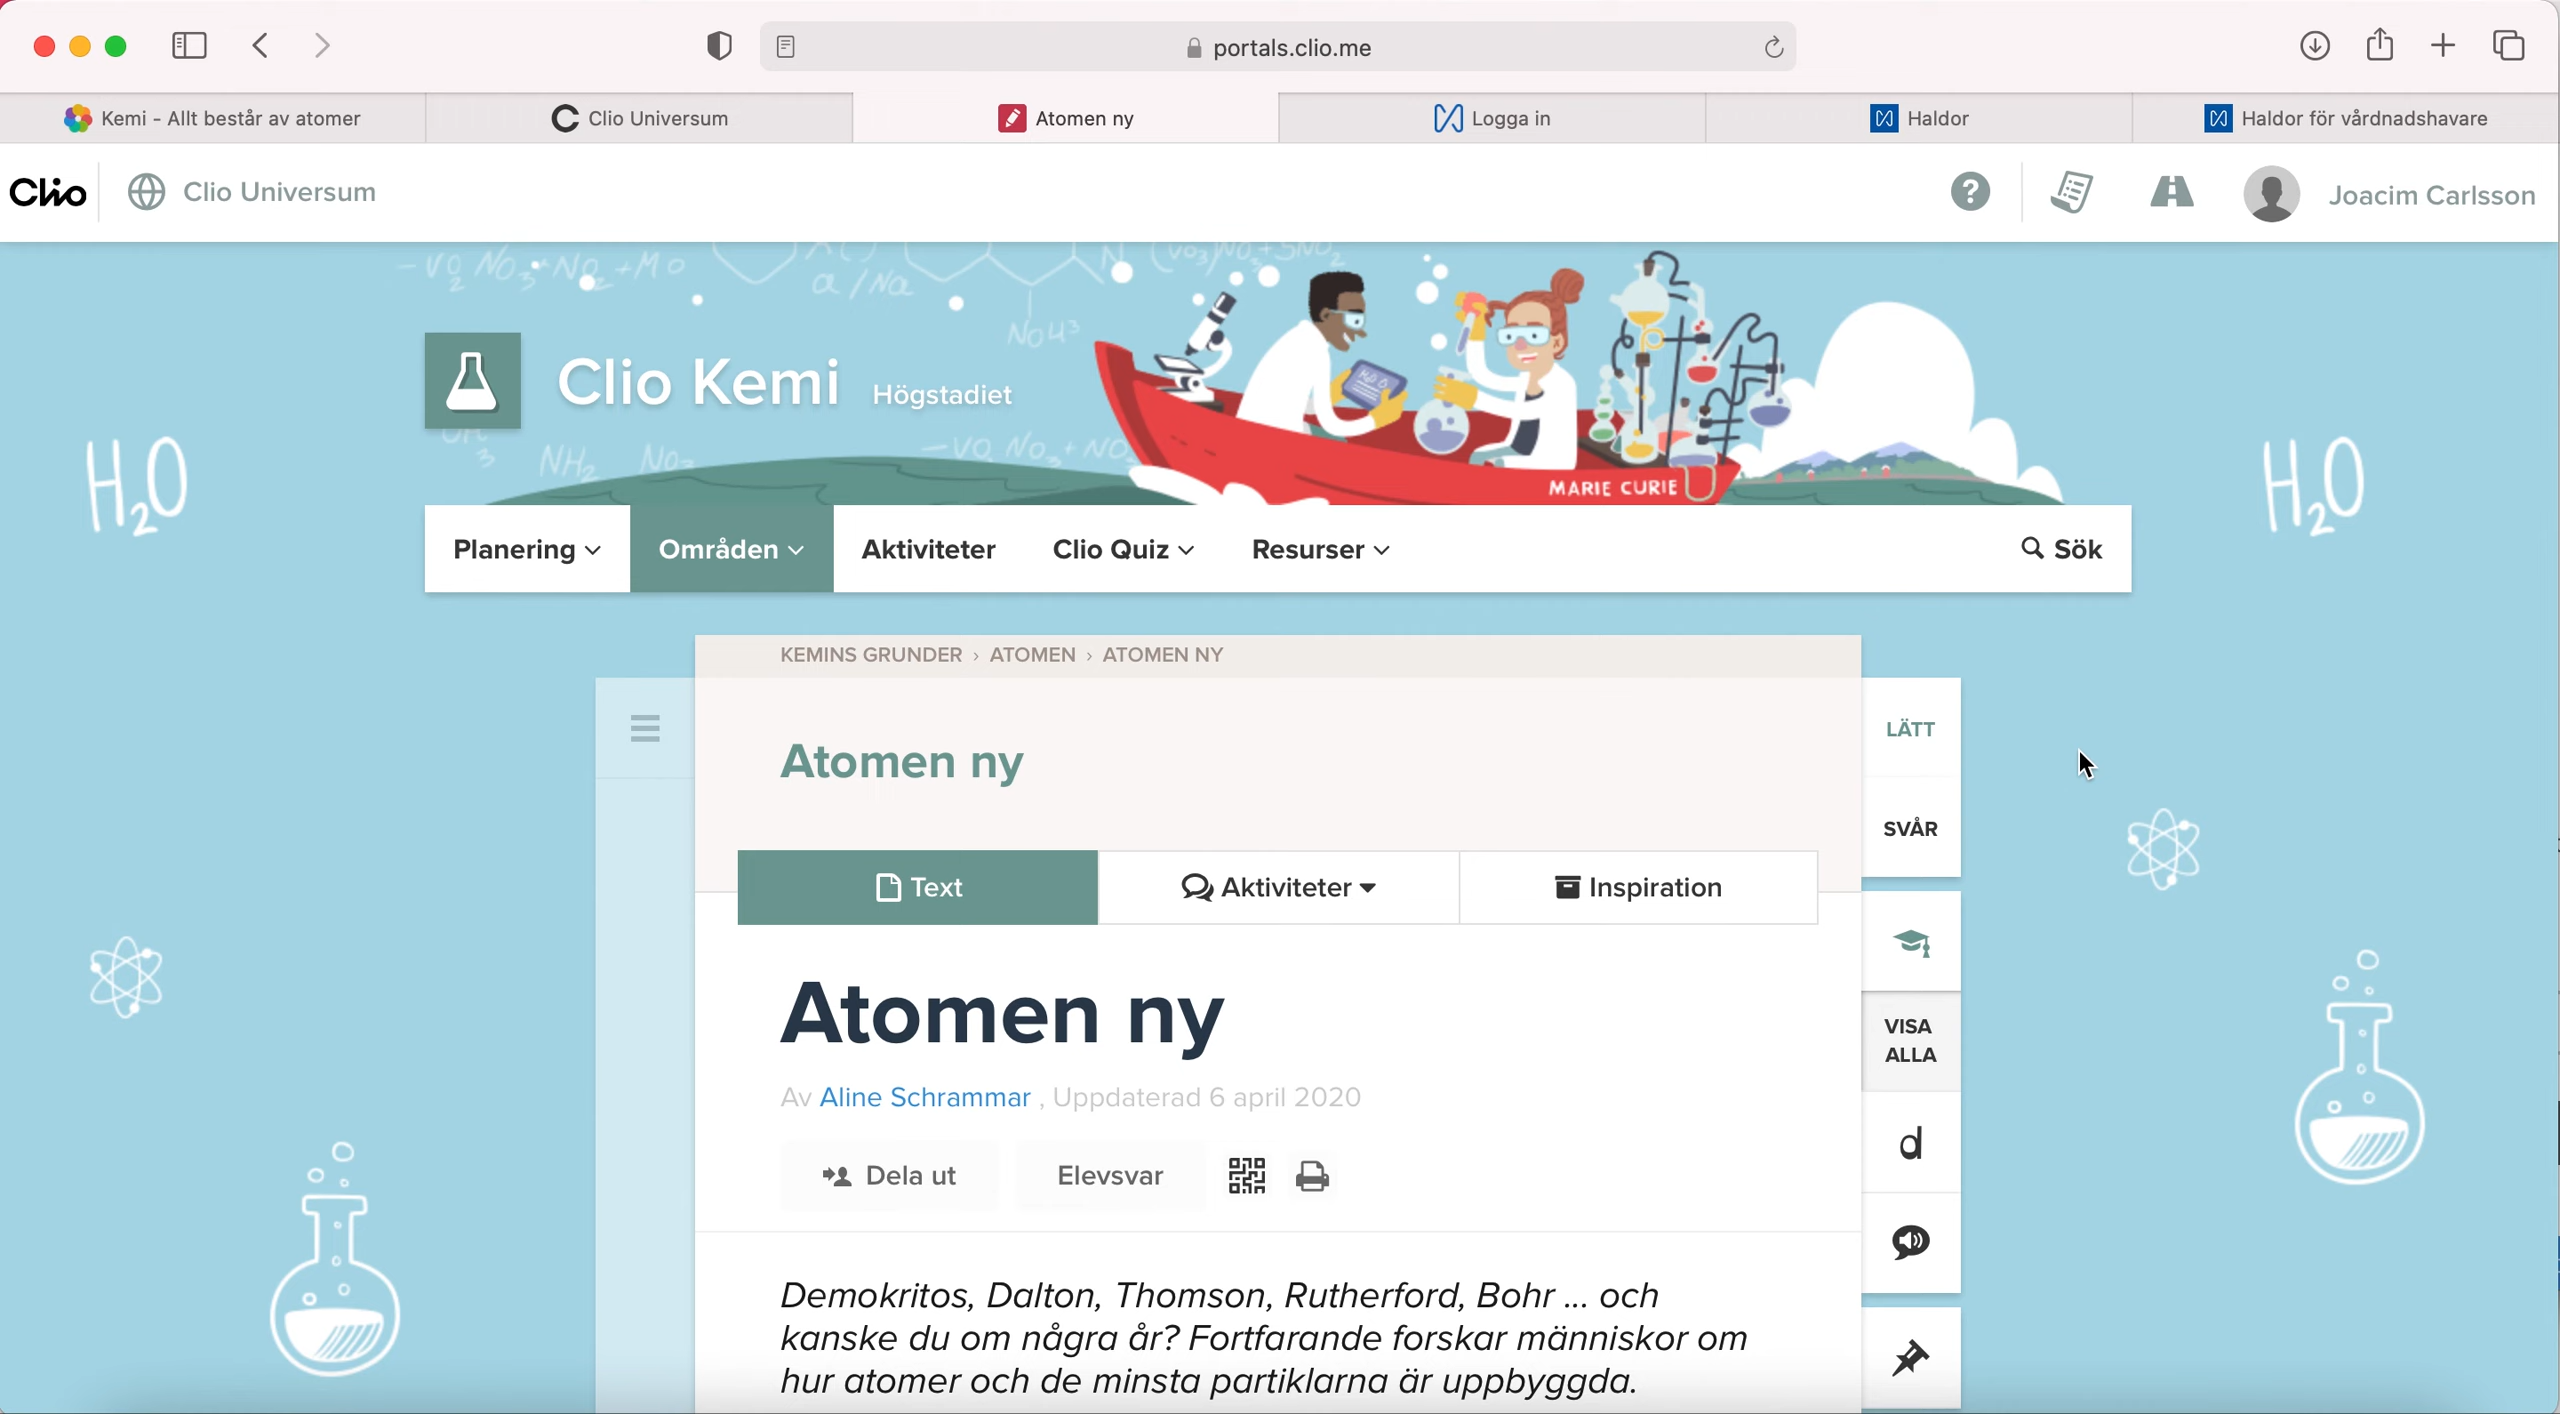 portals.clio.me
Kemi - Allt består av atomer
Clio Universum
Atomen ny
Logga in
Haldor
Haldor för vårdnadshavare
Clio
Clio Universum
Joacim Carlsson
Clio Kemi Högstadiet
NH₂ No₃
H₂O
H₂O
H₂O
MARIE CURIE
Planering
Områden
Aktiviteter
Clio Quiz
Resurser
Sök
KEMINS GRUNDER › ATOMEN › ATOMEN NY
Atomen ny
LÄTT
SVÅR
Text
Aktiviteter
Inspiration
Atomen ny
VISA
ALLA
Av Aline Schrammar , Uppdaterad 6 april 2020
d
Dela ut
Elevsvar
Demokritos, Dalton, Thomson, Rutherford, Bohr ... och
kanske du om några år? Fortfarande forskar människor om
hur atomer och de minsta partiklarna är uppbyggda.